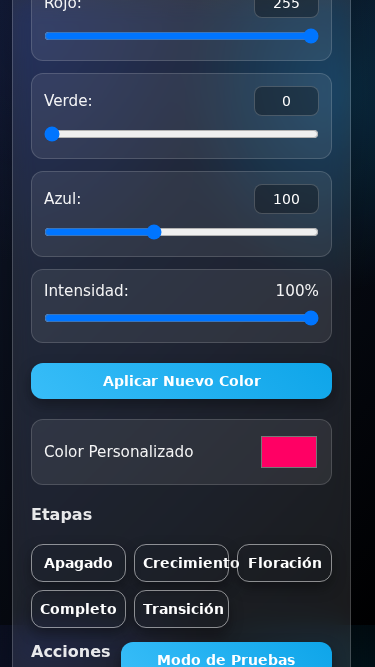 Rojo: 255
Verde: 0
Azul: 100
Intensidad: 100%
Aplicar Nuevo Color
Color Personalizado
Etapas
Apagado Crecimiento Floración
Completo Transición
Acciones Modo de Pruebas